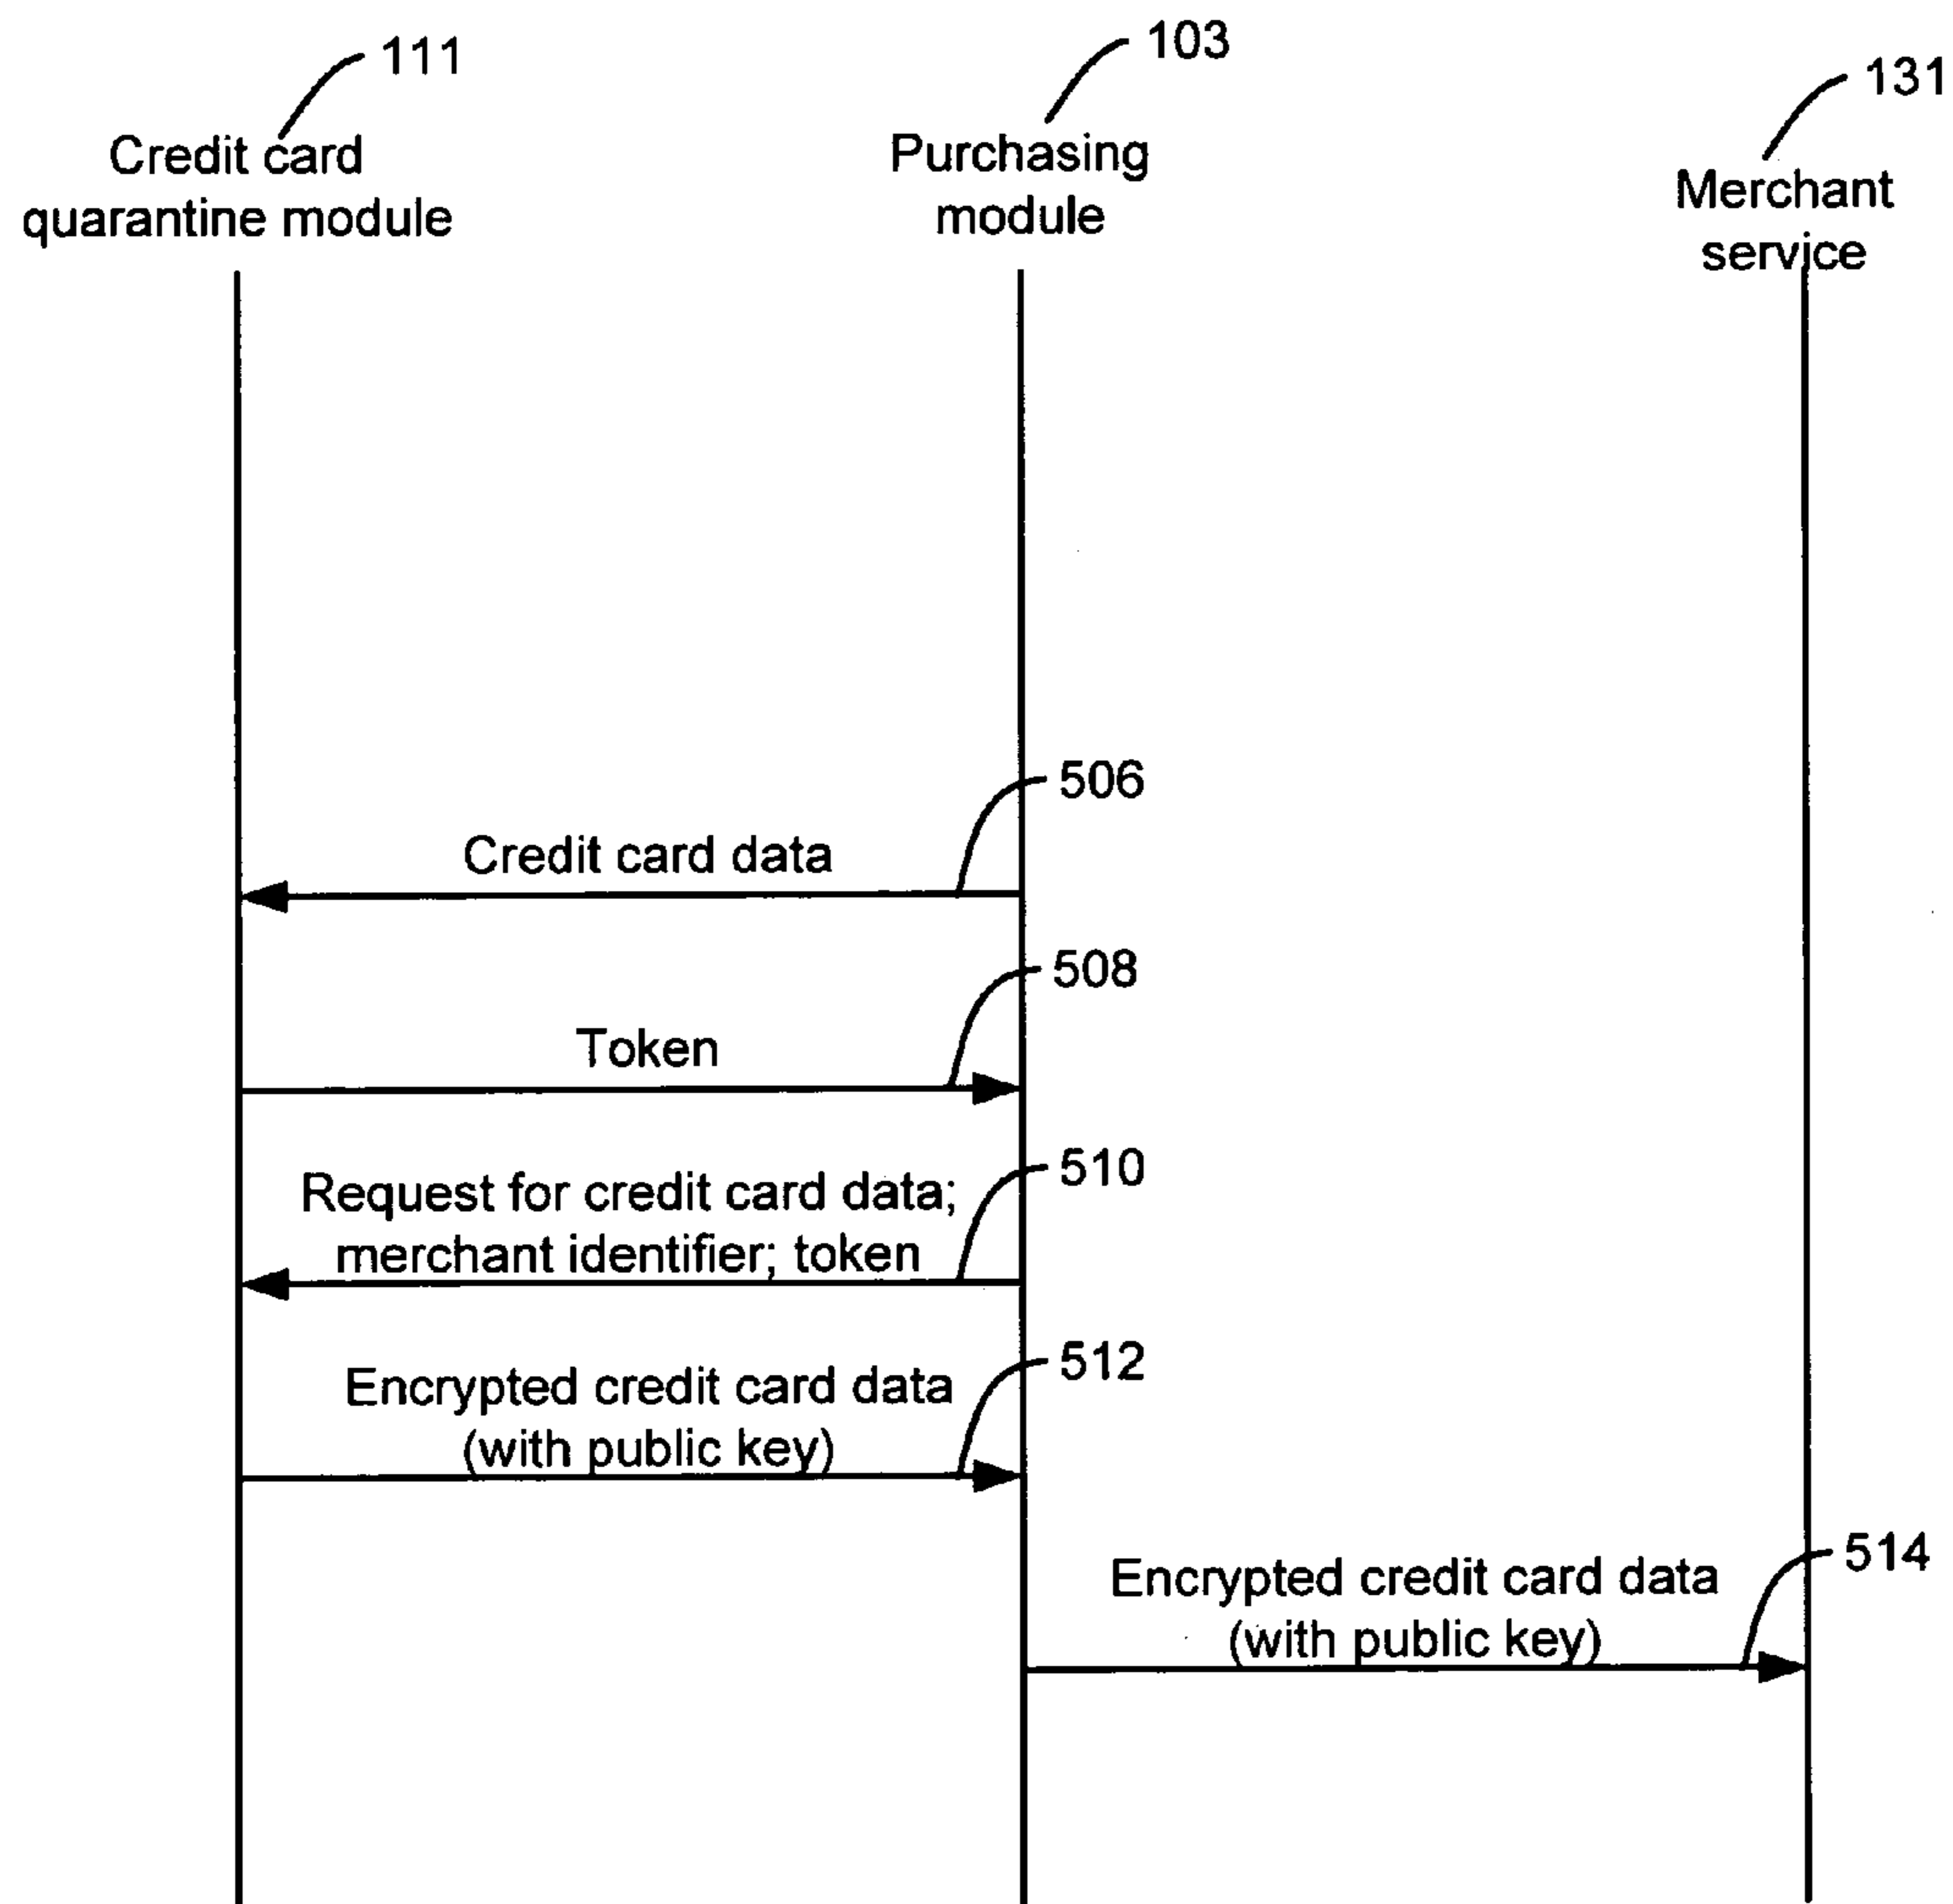 111
Credit card
quarantine module
103
Purchasing
module
131
Merchant
service
506
Credit card data
508
Token
510
Request for credit card data;
merchant identifier; token
512
Encrypted credit card data
(with public key)
514
Encrypted credit card data
(with public key)